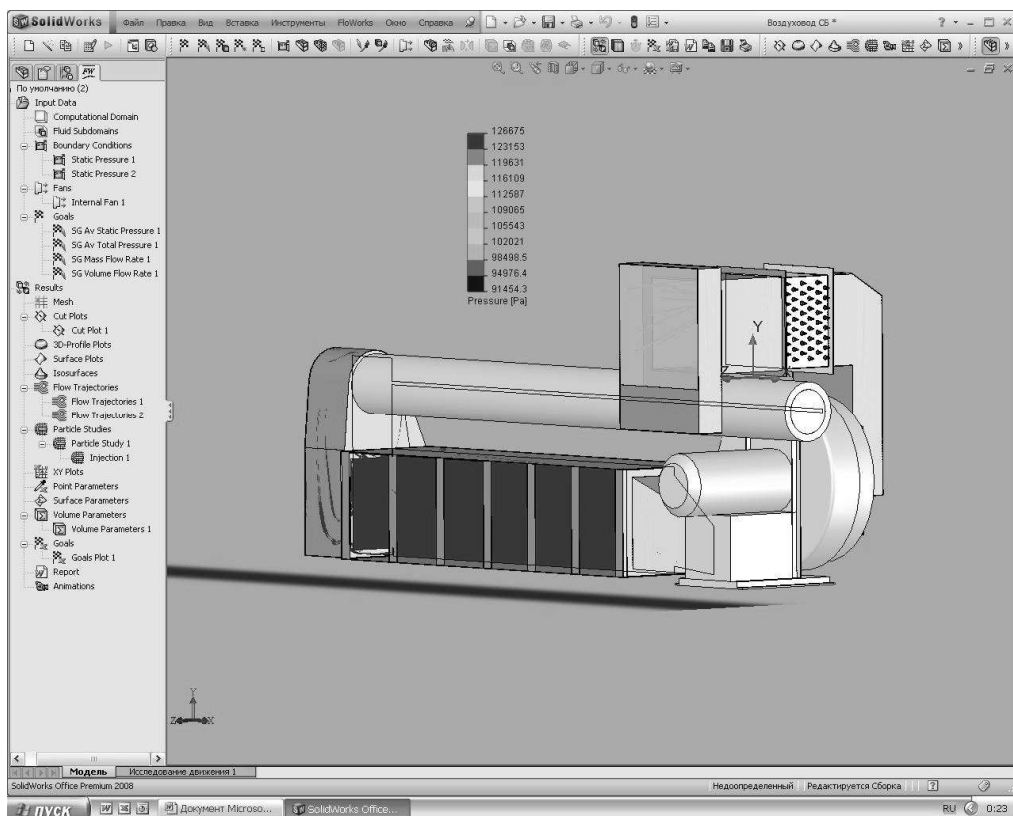 SolidWorks Файл Правка Вид Вставка Инструменты FloWorks Окно Справка Воздуховод СБ *
По умолчанию (2)
Input Data
Computational Domain
Fluid Subdomains
Boundary Conditions
Static Pressure 1
Static Pressure 2
Fans
Internal Fan 1
Goals
SG Av Static Pressure 1
SG Av Total Pressure 1
SG Mass Flow Rate 1
SG Volume Flow Rate 1
Results
Mesh
Cut Plots
Cut Plot 1
3D-Profile Plots
Surface Plots
Isosurfaces
Flow Trajectories
Flow Trajectories 1
Flow Trajectories 2
Particle Studies
Particle Study 1
Injection 1
XY Plots
Point Parameters
Surface Parameters
Volume Parameters
Volume Parameters 1
Goals
Goals Plot 1
Report
Animations
126675
123153
119631
116109
112587
109065
105543
102021
98498.5
94976.4
91454.3
Pressure [Pa]
Y
Y
Z X
Модель Исследование движения 1
SolidWorks Office Premium 2008 Недоопределенный Редактируется Сборка
пуск Документ Microso... SolidWorks Office... RU 0:23